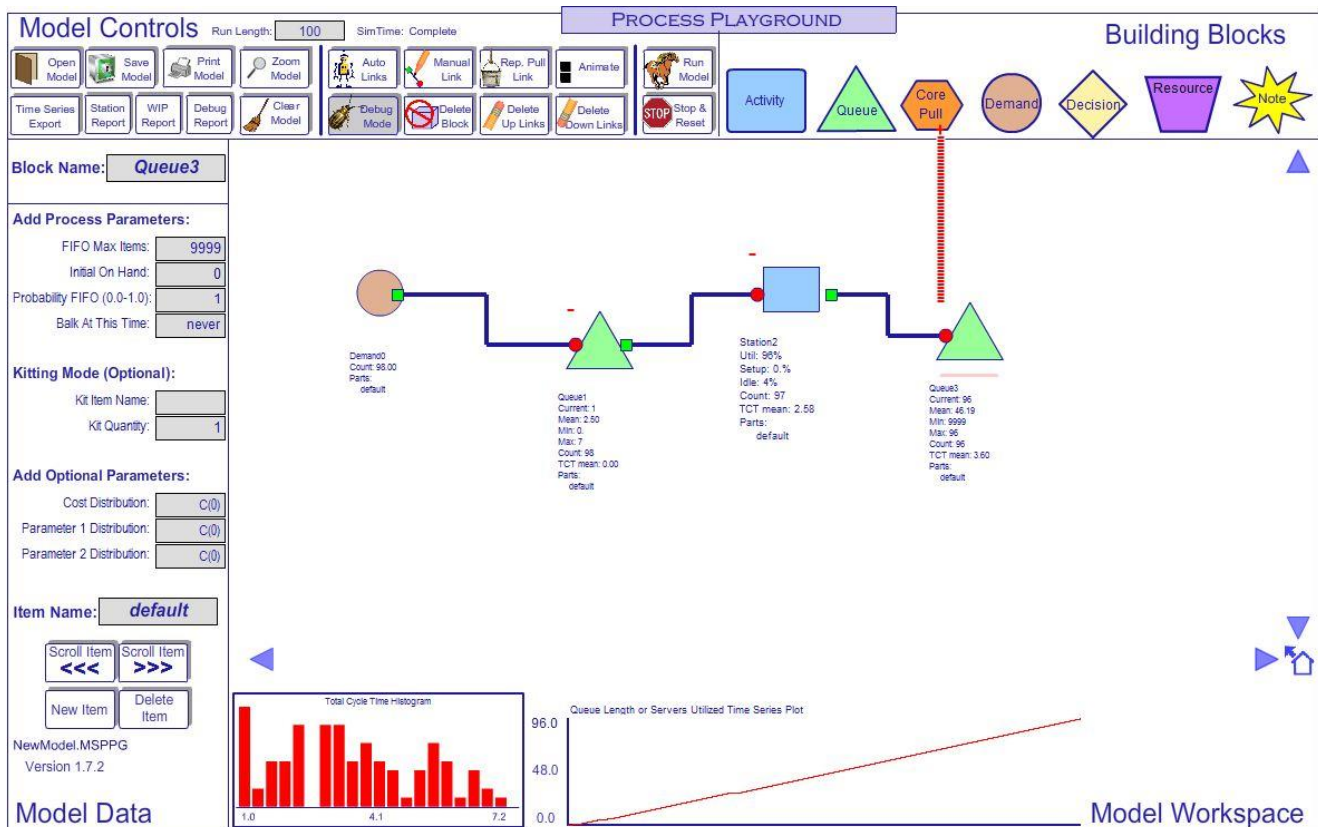 Process Playground
Model Controls
Run Length: 100
SimTime: Complete
Building Blocks
Open Model
Save Model
Print Model
Zoom Model
Auto Links
Manual Link
Rep. Pull Link
Animate
Run Model
Time Series Export
Station Report
WIP Report
Debug Report
Clear Model
Debug Mode
Delete Block
Delete Up Links
Delete Down Links
STOP
Stop & Reset
Activity
Queue
Core Pull
Demand
Decision
Resource
Note
Block Name: Queue3
Add Process Parameters:
FIFO Max Items: 9999
Initial On Hand: 0
Probability FIFO (0.0-1.0): 1
Balk At This Time: never
Kitting Mode (Optional):
Kit Item Name:
Kit Quantity: 1
Add Optional Parameters:
Cost Distribution: C(0)
Parameter 1 Distribution: C(0)
Parameter 2 Distribution: C(0)
Item Name: default
Scroll Item <<<
Scroll Item >>>
New Item
Delete Item
NewModel.MSPPG
Version 1.7.2
Model Data
Demand0
Count: 98.00
Parts:
default
Queue1
Current: 1
Mean: 2.50
Min: 0.
Max: 7
Count: 98
TCT mean: 0.00
Parts:
default
Station2
Util: 96%
Setup: 0.%
Idle: 4%
Count: 97
TCT mean: 2.58
Parts:
default
Queue3
Current: 96
Mean: 46.19
Min: 9999
Max: 96
Count: 96
TCT mean: 3.60
Parts:
default
Total Cycle Time Histogram
1.0 4.1 7.2
Queue Length or Servers Utilized Time Series Plot
96.0
48.0
0.0
Model Workspace